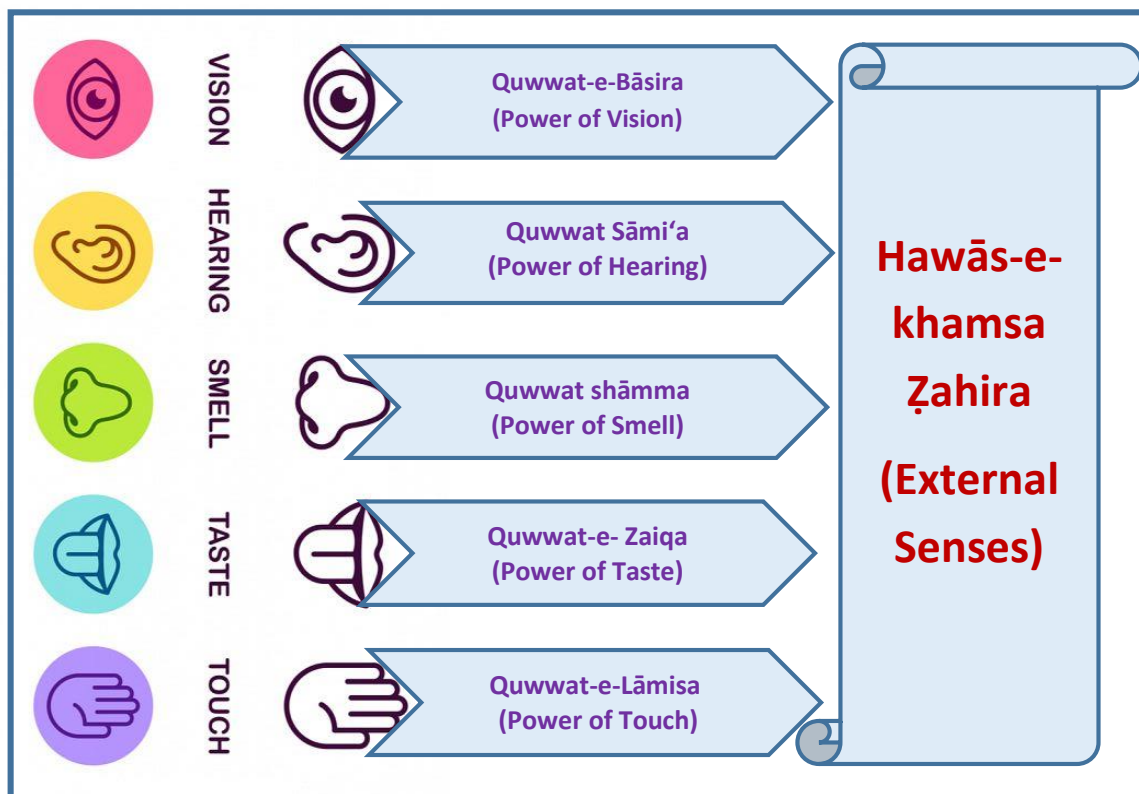 VISION
Quwwat-e-Bāsira
(Power of Vision)
HEARING
Quwwat Sāmi‘a
(Power of Hearing)
SMELL
Quwwat shāmma
(Power of Smell)
TASTE
Quwwat-e- Zaiqa
(Power of Taste)
TOUCH
Quwwat-e-Lāmisa
(Power of Touch)
Hawās-e-
khamsa
Ẓahira
(External
Senses)